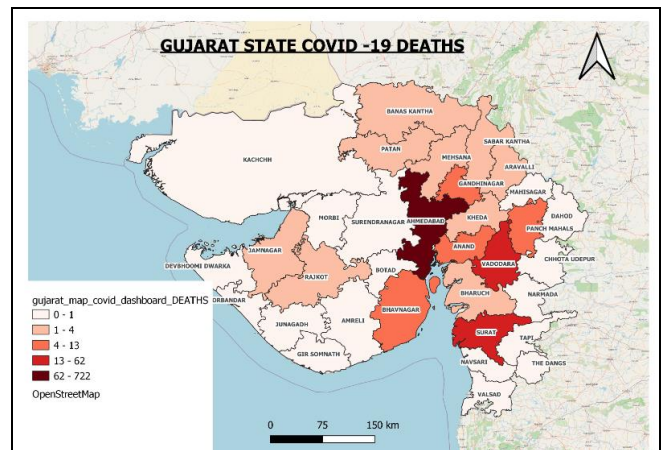 GUJARAT STATE COVID -19 DEATHS
BANAS KANTHA
PATAN
SABAR KANTHA
MEHSANA
ARAVALLI
KACHCHH
GANDHINAGAR
MAHISAGAR
MORBI
SURENDRANAGAR
AHMEDABAD
KHEDA
DAHOD
PANCH MAHALS
JAMNAGAR
ANAND
VADODARA
CHHOTA UDEPUR
DEVBHOOMI DWARKA
RAJKOT
BOTAD
BHARUCH
NARMADA
ORBANDAR
BHAVNAGAR
JUNAGADH
AMRELI
GIR SOMNATH
SURAT
TAPI
NAVSARI
THE DANGS
VALSAD
gujarat_map_covid_dashboard_DEATHS
0 - 1
1 - 4
4 - 13
13 - 62
62 - 722
OpenStreetMap
0 75 150 km